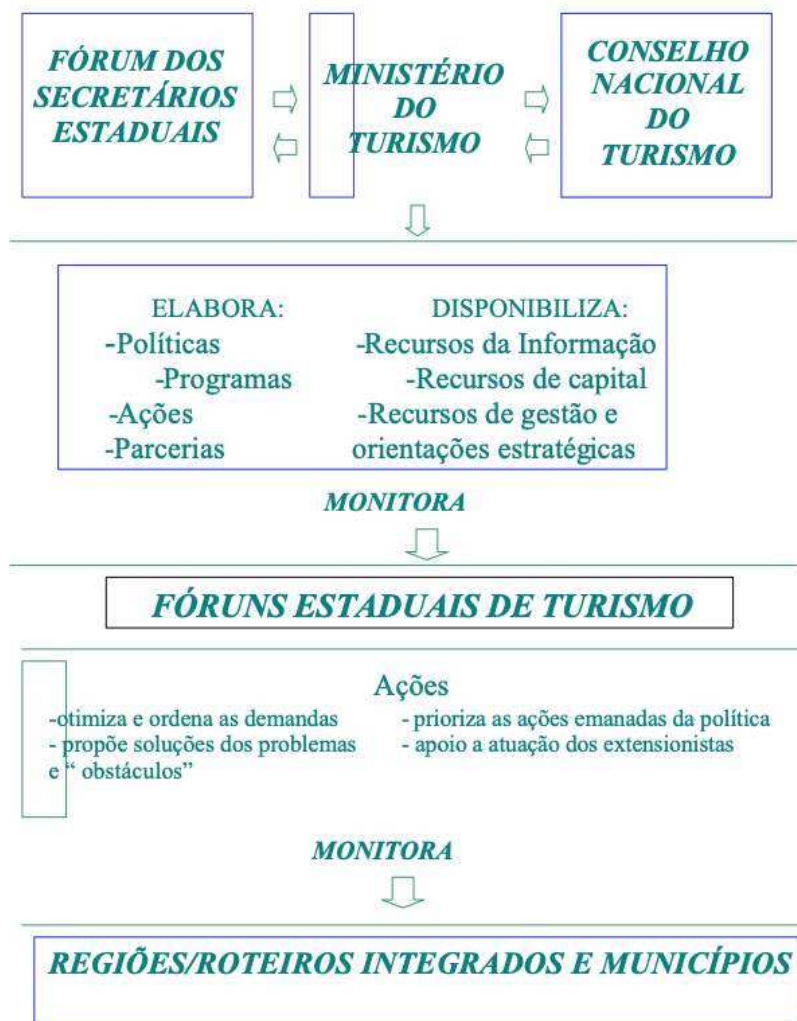 FÓRUM DOS
SECRETÁRIOS
ESTADUAIS
MINISTÉRIO
DO
TURISMO
CONSELHO
NACIONAL
DO
TURISMO
ELABORA:
-Políticas
-Programas
-Ações
-Parcerias
DISPONIBILIZA:
-Recursos da Informação
-Recursos de capital
-Recursos de gestão e
orientações estratégicas
MONITORA
FÓRUNS ESTADUAIS DE TURISMO
Ações
-otimiza e ordena as demandas
- propõe soluções dos problemas
e “ obstáculos”
- prioriza as ações emanadas da política
- apoio a atuação dos extensionistas
MONITORA
REGIÕES/ROTEIROS INTEGRADOS E MUNICÍPIOS